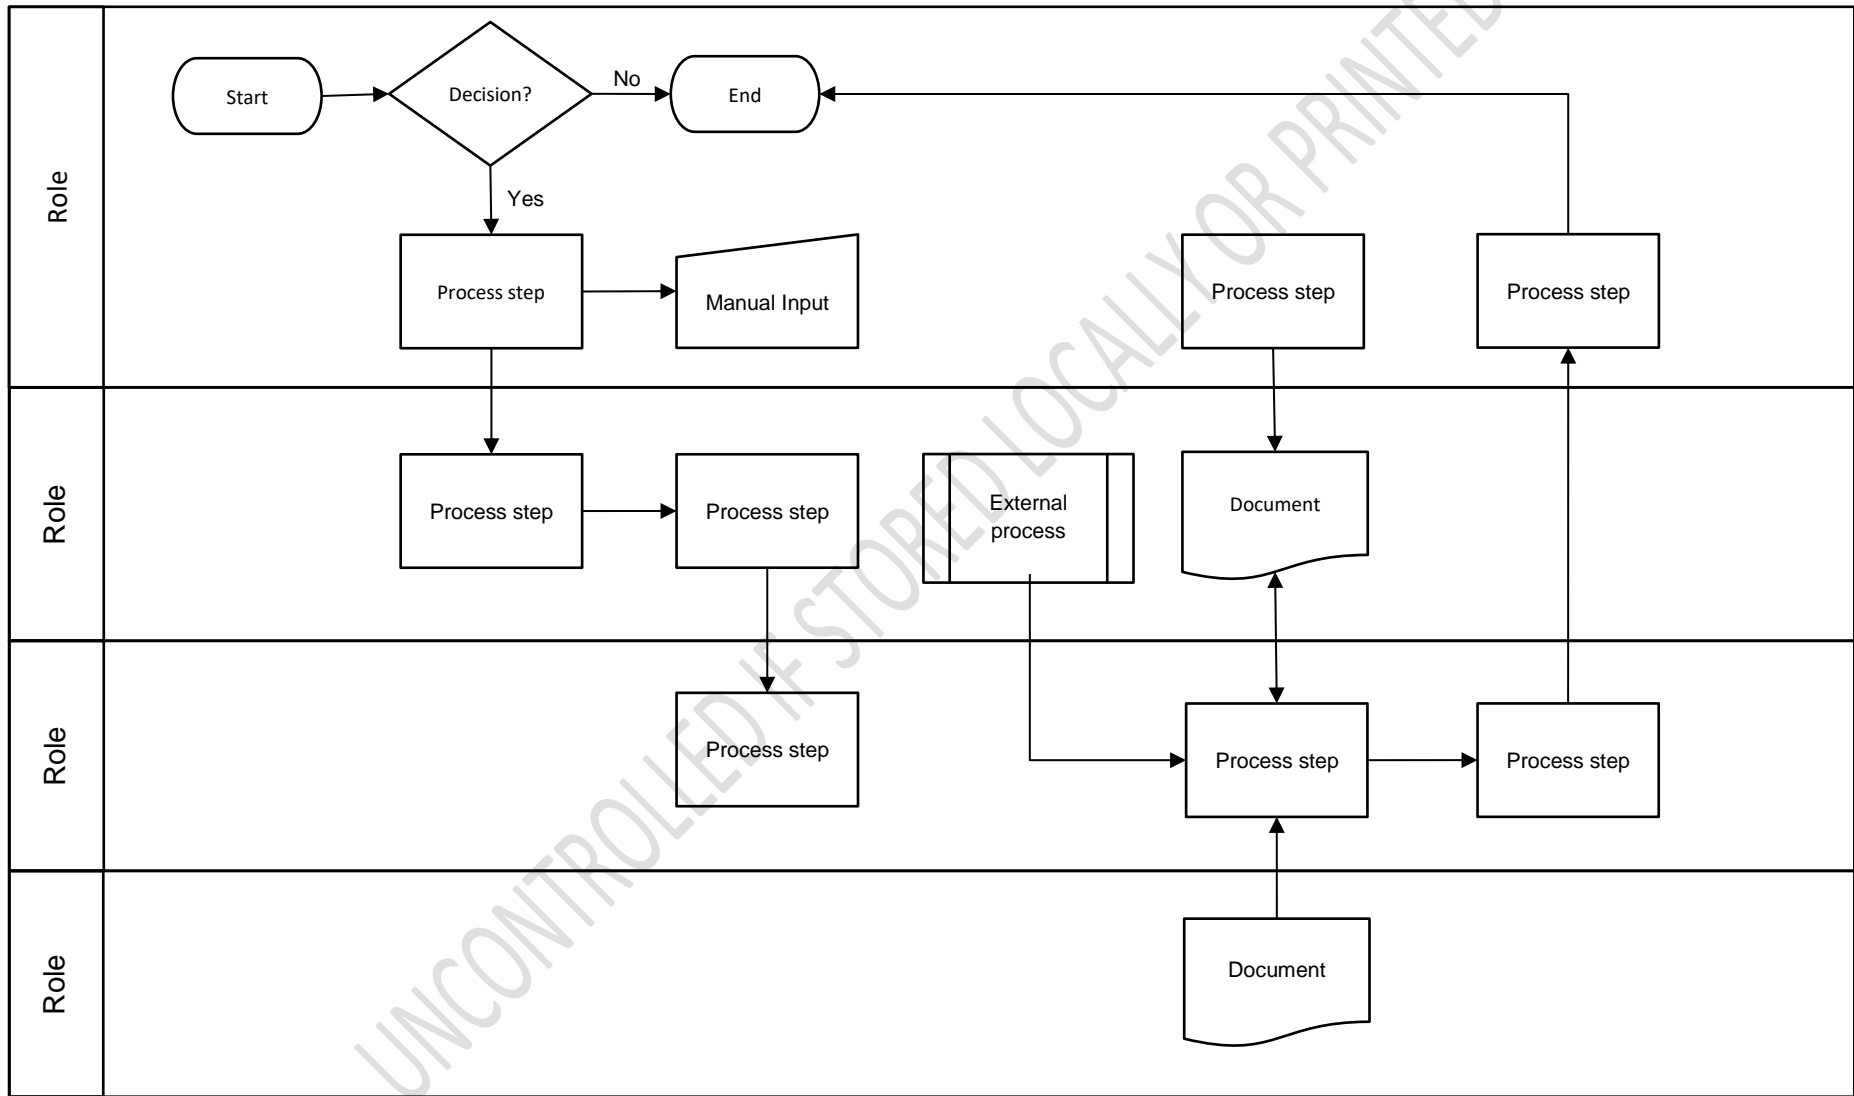 Role
Start
Decision?
No
End
Yes
Process step
Manual Input
Process step
Process step
Role
Process step
Process step
External
process
Document
Role
Process step
Process step
Process step
Role
Document
UNCONTROLLED IF STORED LOCALLY OR PRINTED